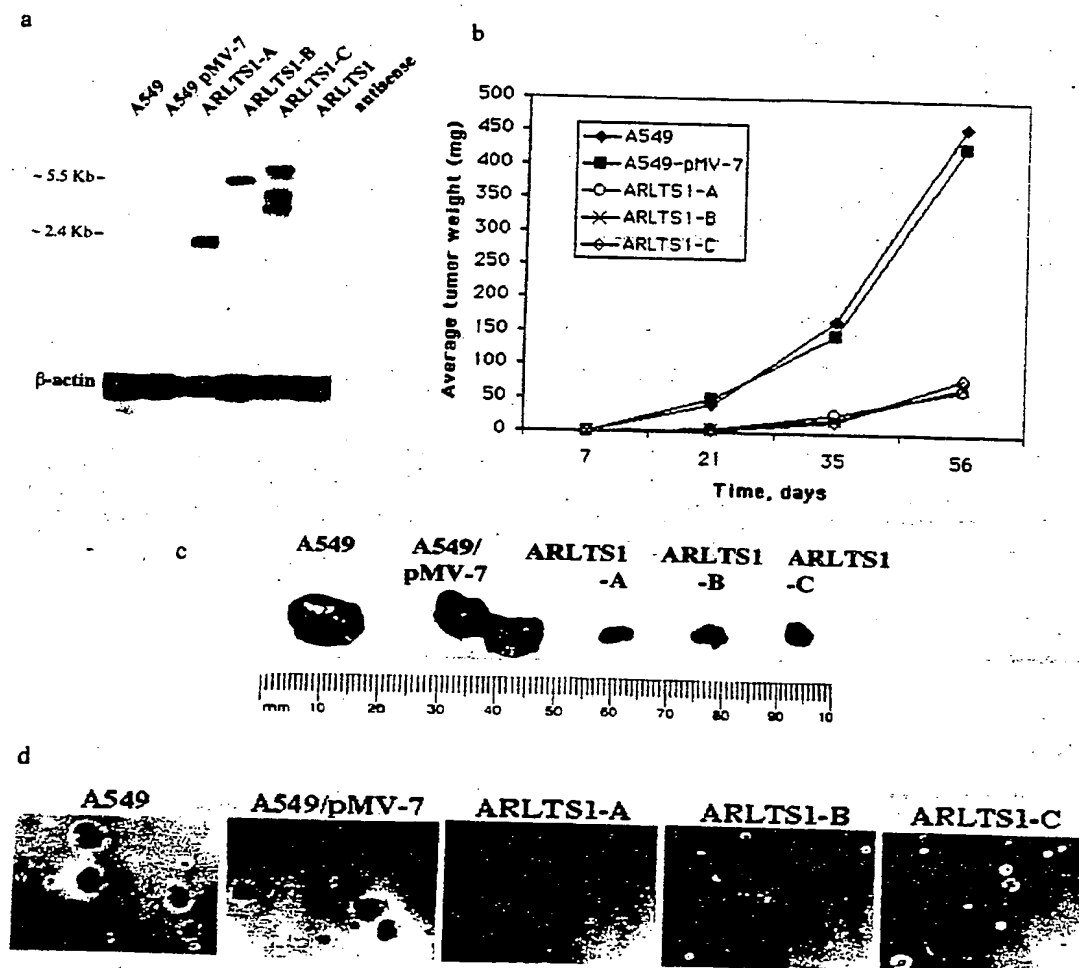 a
A549
A549 pMV-7
ARLTS1-A
ARLTS1-B
ARLTS1-C
ARLTS1
antisense
~ 5.5 Kb-
~ 2.4 Kb-
β-actin
b
Average tumor weight (mg)
500
450
400
350
300
250
200
150
100
50
0
A549
A549-pMV-7
ARLTS1-A
ARLTS1-B
ARLTS1-C
7 21 35 56
Time, days
c
A549
A549/
pMV-7
ARLTS1
-A
ARLTS1
-B
ARLTS1
-C
mm 10 20 30 40 50 60 70 80 90 10
d
A549 A549/pMV-7 ARLTS1-A ARLTS1-B ARLTS1-C